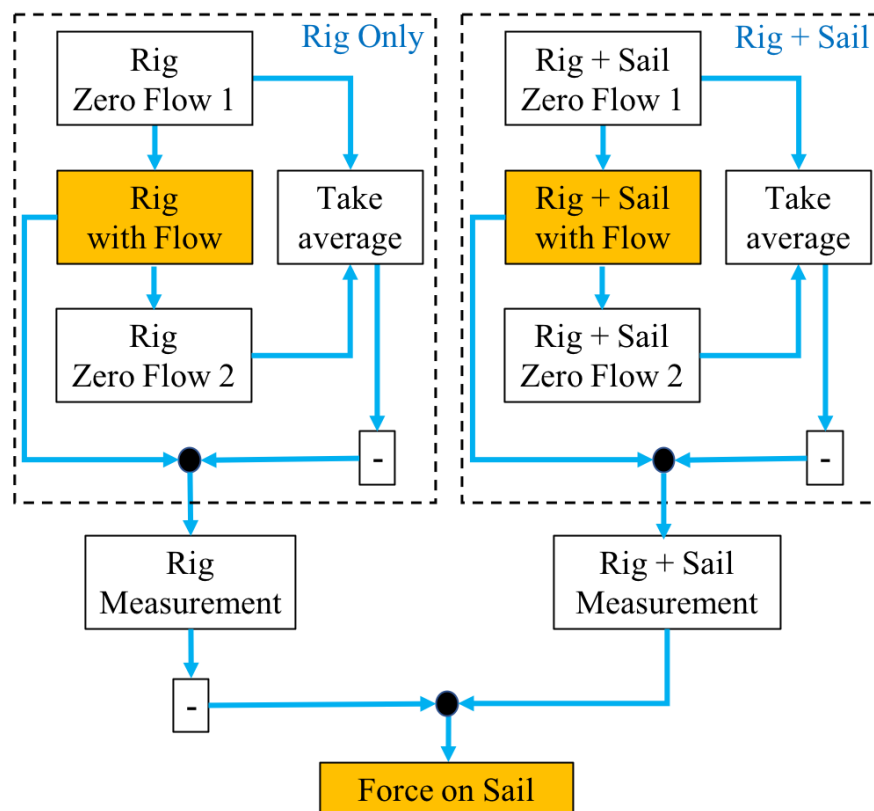 Rig Only
Rig
Zero Flow 1
Rig
with Flow
Take
average
Rig
Zero Flow 2
-
Rig + Sail
Rig + Sail
Zero Flow 1
Rig + Sail
with Flow
Take
average
Rig + Sail
Zero Flow 2
-
Rig
Measurement
Rig + Sail
Measurement
-
Force on Sail